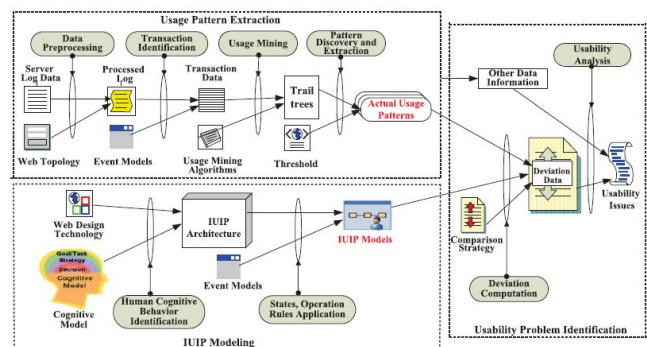 Usage Pattern Extraction
Data
Preprocessing
Transaction
Identification
Usage Mining
Pattern
Discovery and
Extraction
Server
Log Data
Processed
Log
Transaction
Data
Trail
trees
Actual Usage
Patterns
Web Topology
Event Models
Usage Mining
Algorithms
Threshold
Usability
Analysis
Other Data
Information
Deviation
Data
Usability
Issues
Comparison
Strategy
Deviation
Computation
Usability Problem Identification
Web Design
Technology
IUIP
Architecture
IUIP Models
Goal/Task
Strategy
Decision
Cognitive
Model
Cognitive
Model
Event Models
Human Cognitive
Behavior
Identification
States, Operation
Rules Application
IUIP Modeling